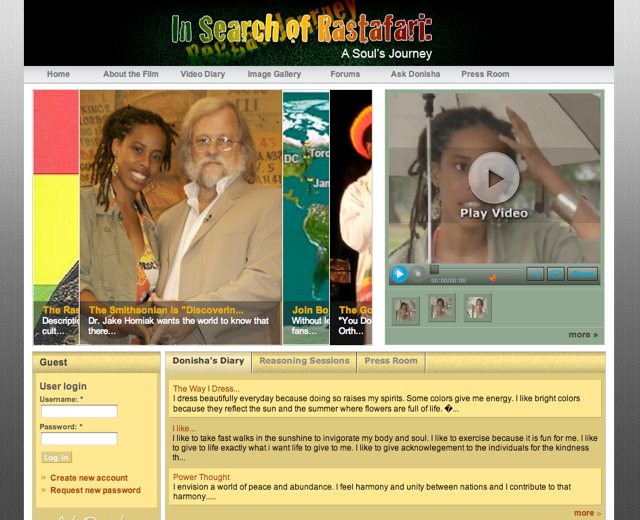 In Search of Rastafari:
Reggae Journey
A Soul's Journey
Home About the Film Video Diary Image Gallery Forums Ask Donisha Press Room
DC Toro
Jam
The Ras
Descriptio
cult...
The Smithsonian is "Discoverin...
Dr. Jake Homiak wants the world to know that
there...
Join Bo
Without le
fans...
The Go
"You Do
Orth...
Play Video
00:00/00:00
Share
more »
Guest
User login
Username: *
Password: *
Log in
» Create new account
» Request new password
Donisha's Diary Reasoning Sessions Press Room
The Way I Dress...
I dress beautifully everyday because doing so raises my spirits. Some colors give me energy. I like bright colors
because they reflect the sun and the summer where flowers are full of life. �...
I like...
I like to take fast walks in the sunshine to invigorate my body and soul. I like to exercise because it is fun for me. I like
to give to life exactly what i want life to give to me. I like to give acknowlegement to the individuals for the kindness
th...
Power Thought
I envision a world of peace and abundance. I feel harmony and unity between nations and I contribute to that
harmony.....
more »